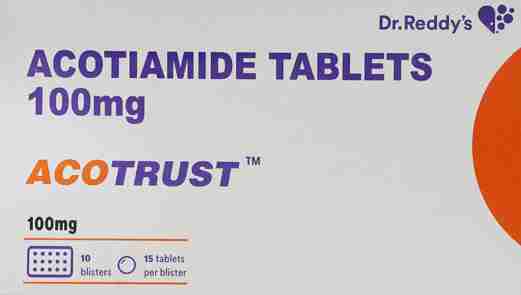 Dr.Reddy's
ACOTIAMIDE TABLETS
100mg
ACOTRUST™
100mg
10 blisters
15 tablets per blister